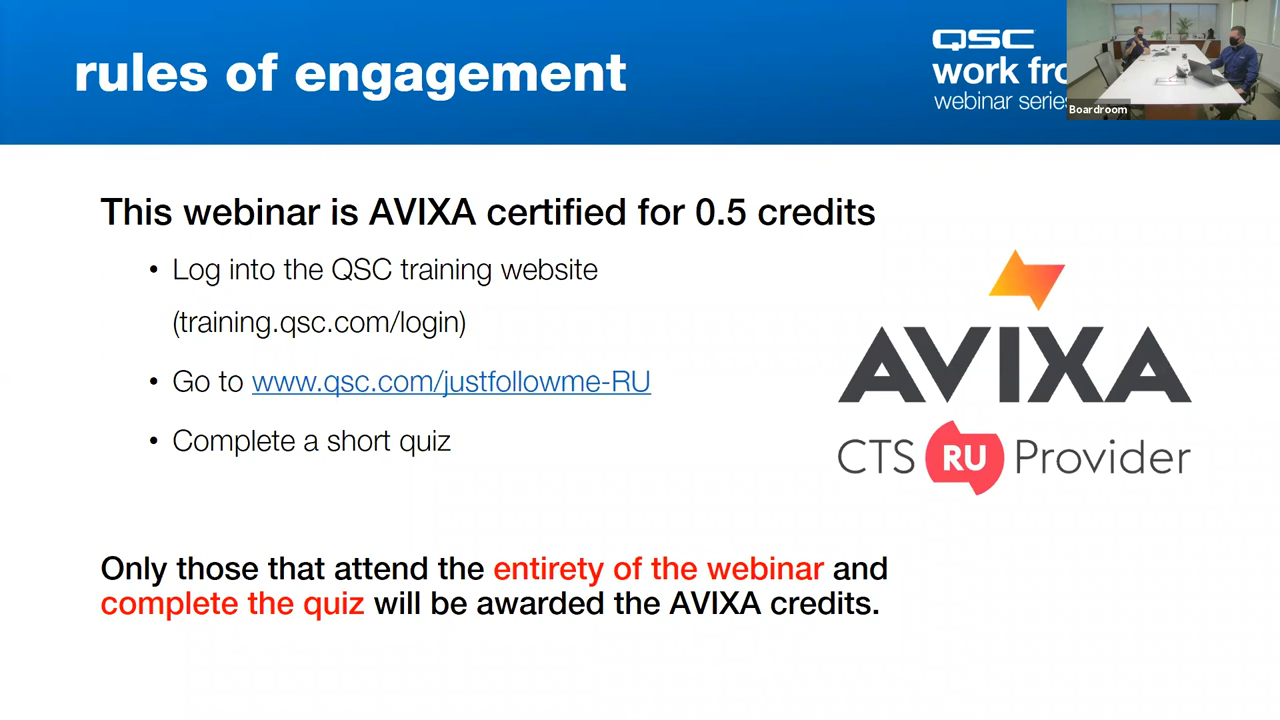 rules of engagement
QSC
work fro
webinar series
Boardroom
This webinar is AVIXA certified for 0.5 credits
• Log into the QSC training website
(training.qsc.com/login)
• Go to www.qsc.com/justfollowme-RU
• Complete a short quiz
AVIXA
CTS RU Provider
Only those that attend the entirety of the webinar and
complete the quiz will be awarded the AVIXA credits.